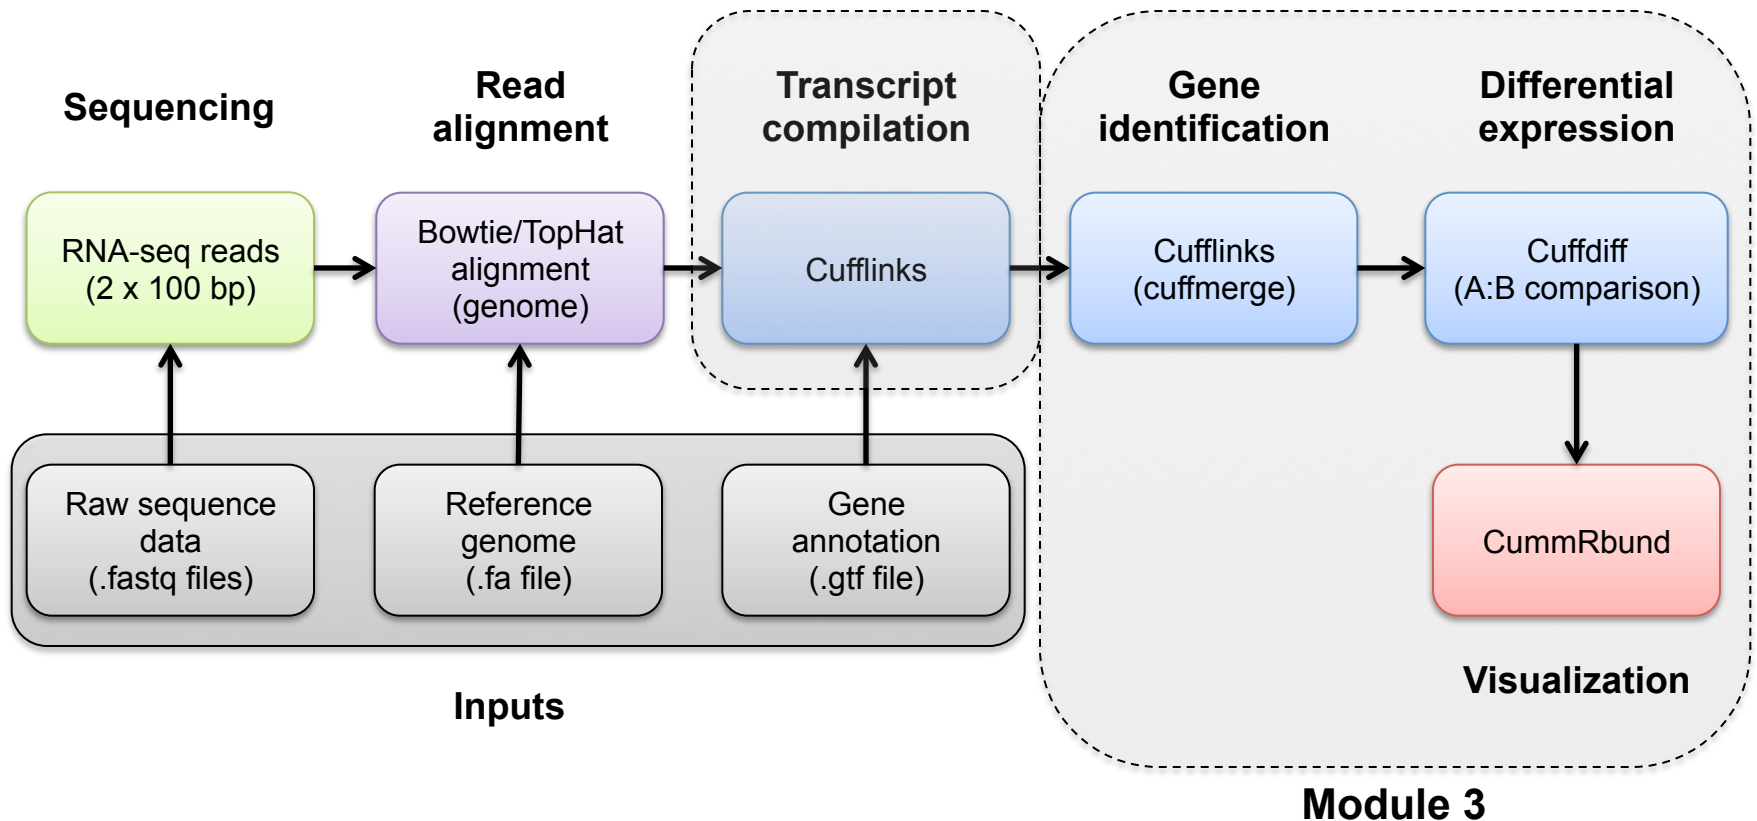 Sequencing
Read
alignment
Transcript
compilation
Gene
identification
Differential
expression
RNA-seq reads
(2 x 100 bp)
Bowtie/TopHat
alignment
(genome)
Cufflinks
Cufflinks
(cuffmerge)
Cuffdiff
(A:B comparison)
Raw sequence
data
(.fastq files)
Reference
genome
(.fa file)
Gene
annotation
(.gtf file)
CummRbund
Inputs
Visualization
Module 3